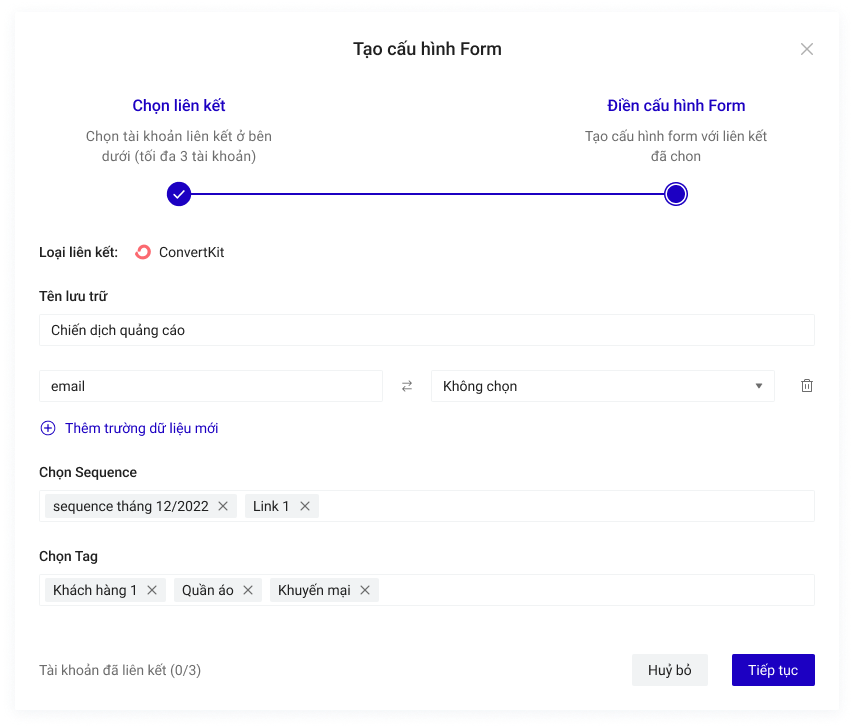 Tạo cấu hình Form
Chọn liên kết
Chọn tài khoản liên kết ở bên
dưới (tối đa 3 tài khoản)
Điền cấu hình Form
Tạo cấu hình form với liên kết
đã chon
Loại liên kết: ConvertKit
Tên lưu trữ
Chiến dịch quảng cáo
email
Không chọn
Thêm trường dữ liệu mới
Chọn Sequence
sequence tháng 12/2022 Link 1
Chọn Tag
Khách hàng 1 Quần áo Khuyến mại
Tài khoản đã liên kết (0/3)
Huỷ bỏ
Tiếp tục